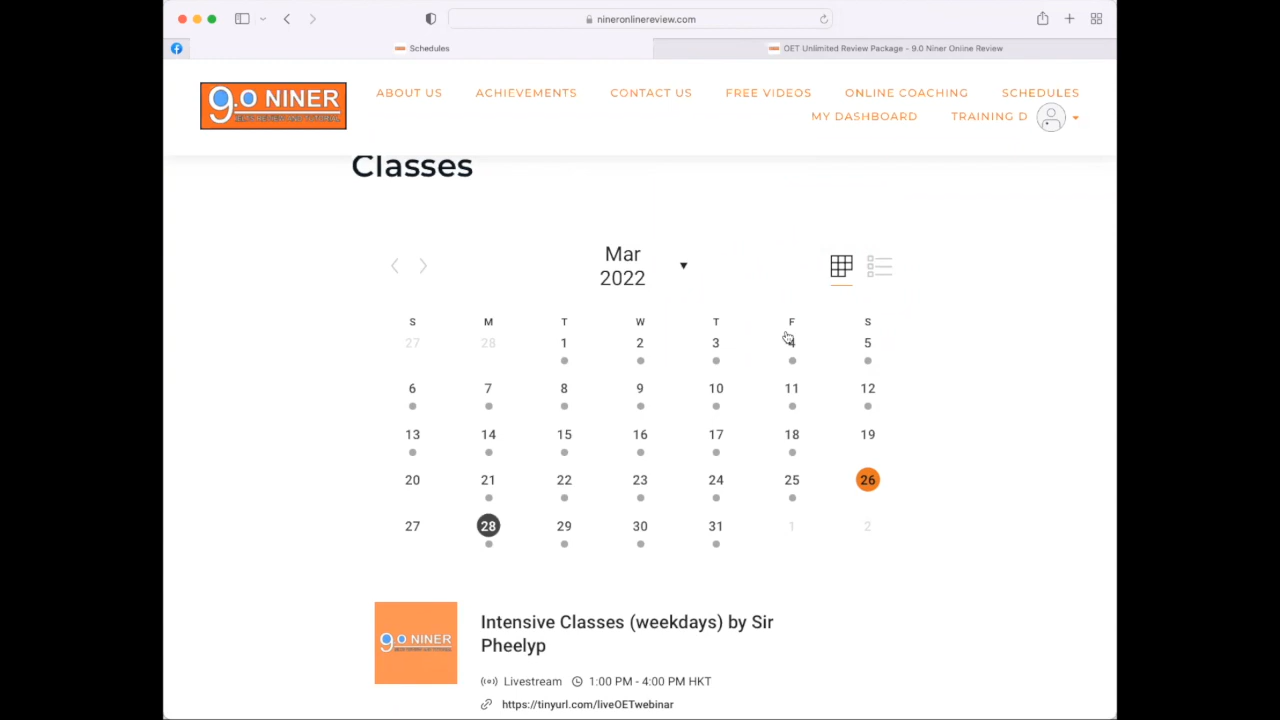 nineronlinereview.com
Schedules
OET Unlimited Review Package - 9.0 Niner Online Review
9.0 NINER
IELTS REVIEW AND TUTORIAL
ABOUT US ACHIEVEMENTS CONTACT US FREE VIDEOS ONLINE COACHING SCHEDULES
MY DASHBOARD TRAINING D
Classes
Mar
2022
S M T W T F S
27 28 1 2 3 4 5
6 7 8 9 10 11 12
13 14 15 16 17 18 19
20 21 22 23 24 25 26
27 28 29 30 31 1 2
9.0 NINER
Intensive Classes (weekdays) by Sir
Pheelyp
Livestream 1:00 PM - 4:00 PM HKT
https://tinyurl.com/liveOETwebinar